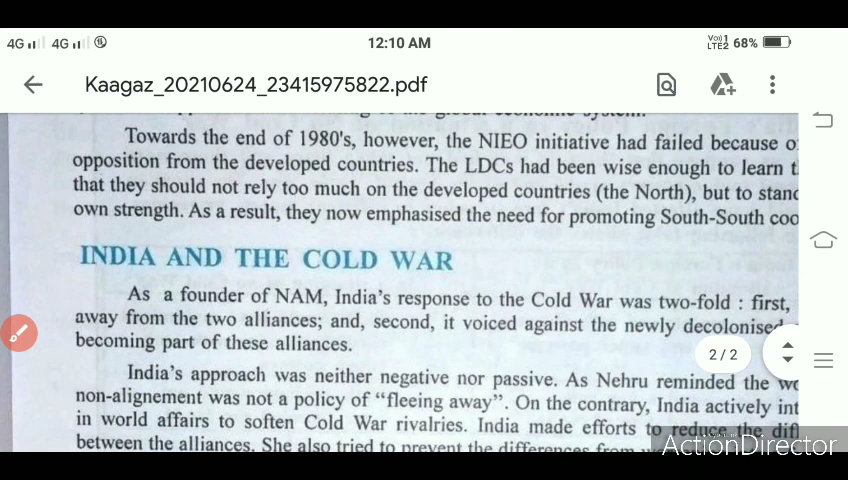 4G 4G 12:10 AM Vo)) 1 LTE2 68%
Kaagaz_20210624_23415975822.pdf
Towards the end of 1980's, however, the NIEO initiative had failed because o
opposition from the developed countries. The LDCs had been wise enough to learn t
that they should not rely too much on the developed countries (the North), but to stand
own strength. As a result, they now emphasised the need for promoting South-South coo
INDIA AND THE COLD WAR
As a founder of NAM, India's response to the Cold War was two-fold : first,
away from the two alliances; and, second, it voiced against the newly decolonised
becoming part of these alliances.
2 / 2
India's approach was neither negative nor passive. As Nehru reminded the wo
non-alignement was not a policy of "fleeing away". On the contrary, India actively int
in world affairs to soften Cold War rivalries. India made efforts to reduce the diff
between the alliances. She also tried to prevent the differences from
ActionDirector